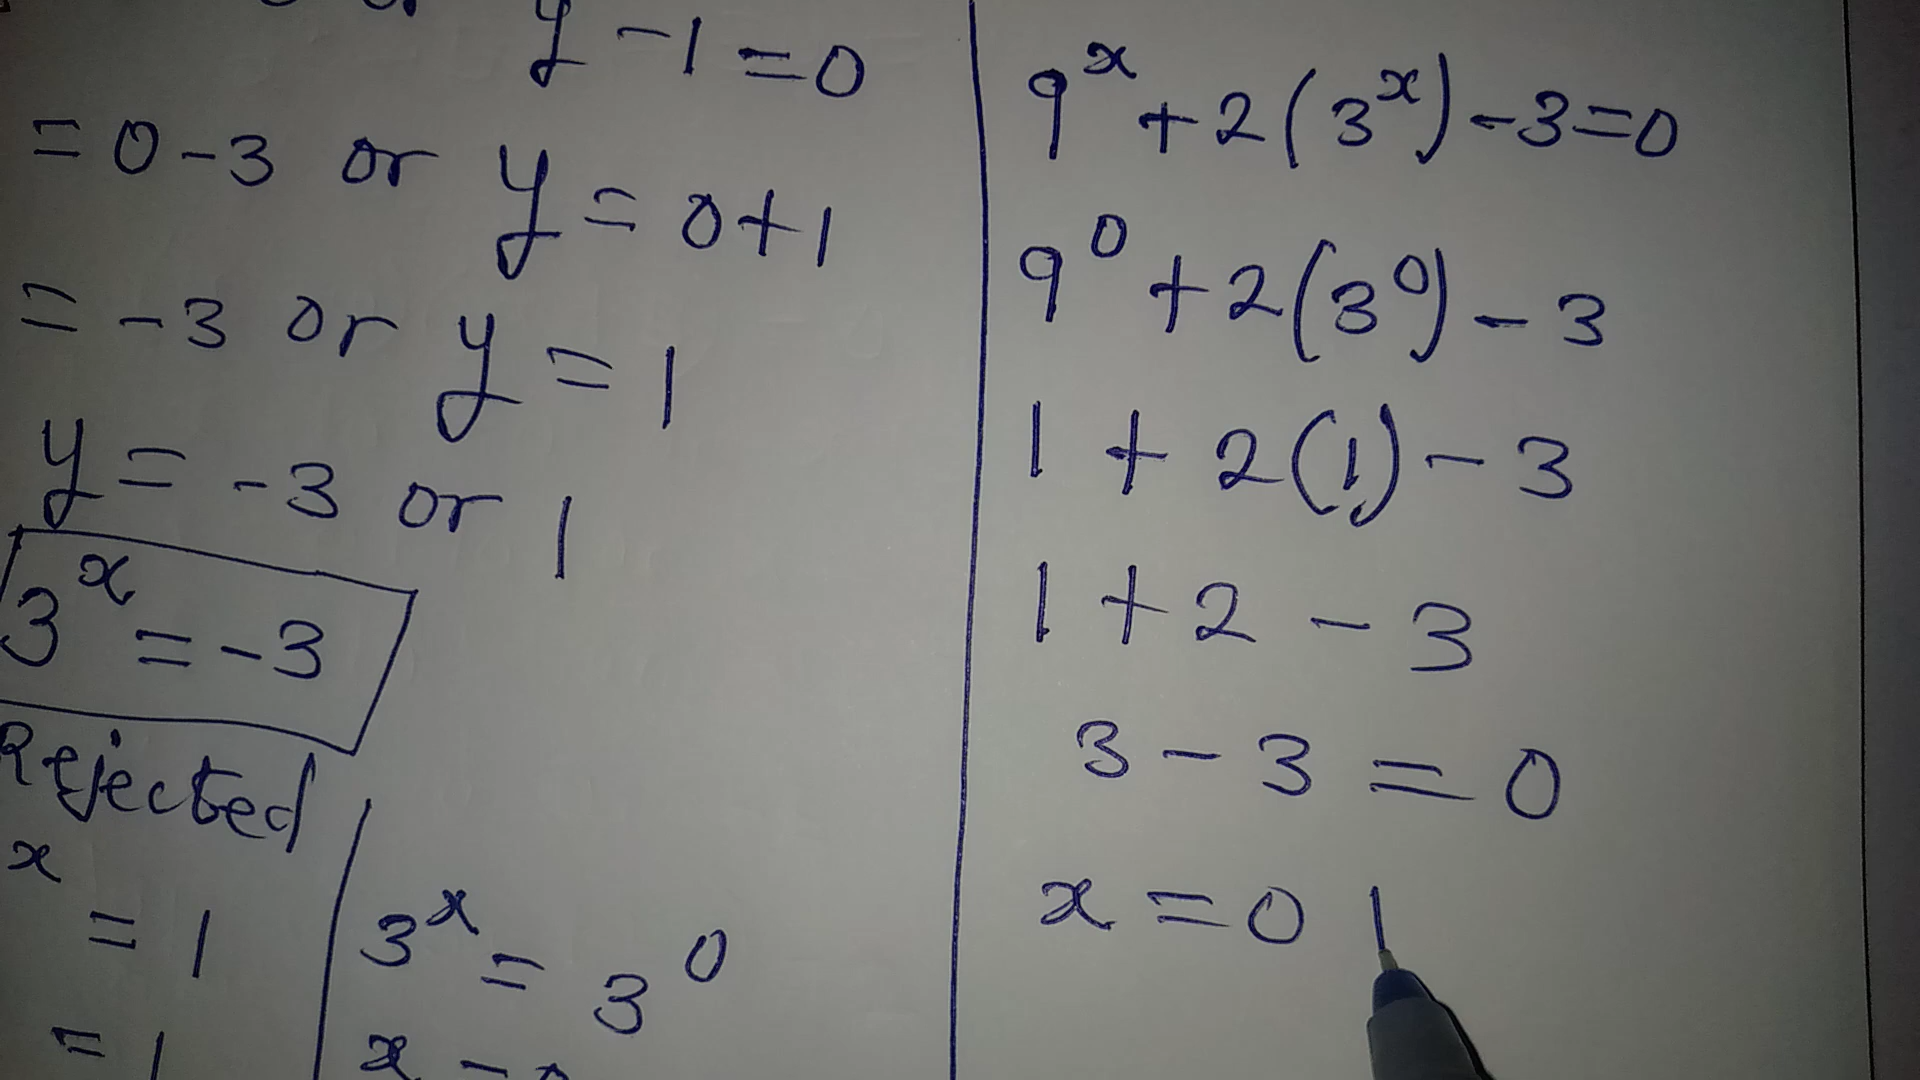 y - 1 = 0
= 0 - 3 or y = 0 + 1
= -3 or y = 1
y = -3 or 1
3^x = -3
Rejected
x
= 1
= 1
3^x = 3^0
x =
9^x + 2(3^x) - 3 = 0
9^0 + 2(3^0) - 3
1 + 2(1) - 3
1 + 2 - 3
3 - 3 = 0
x = 0